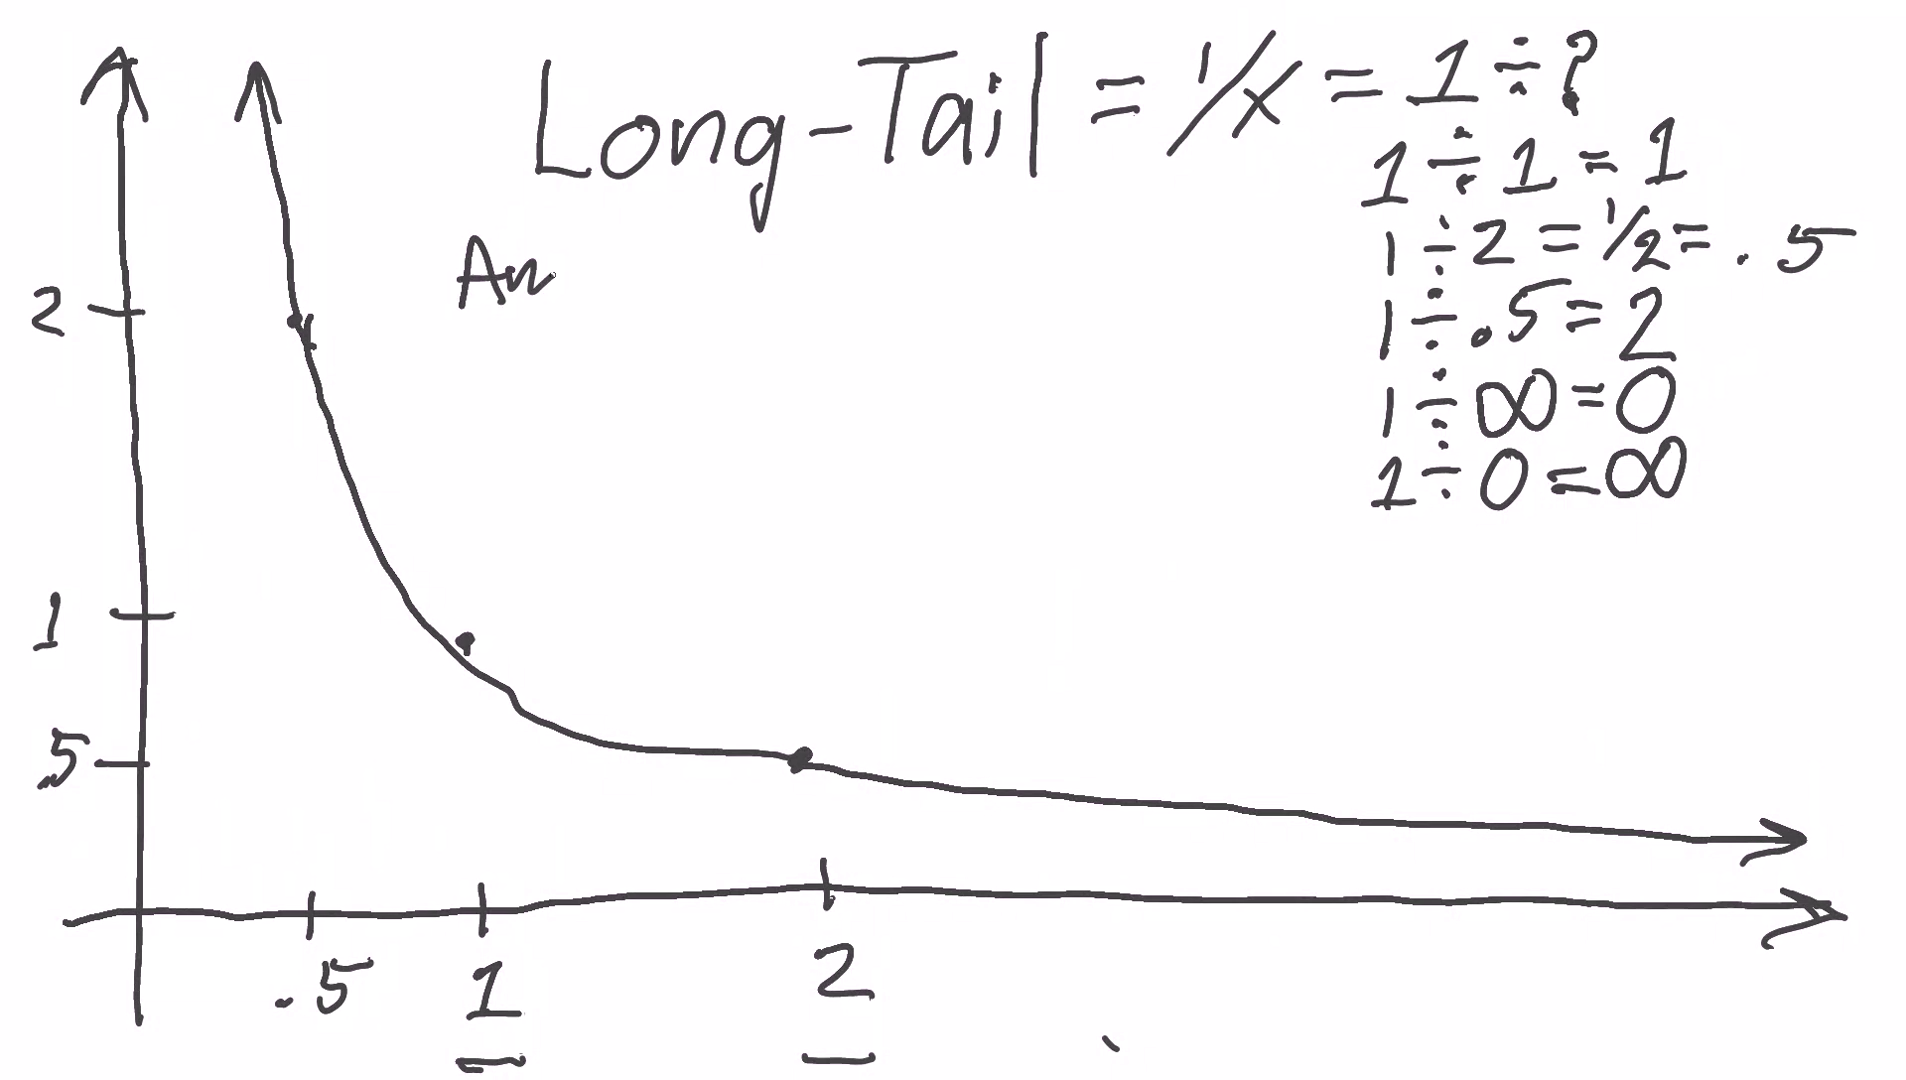 Long-Tail = 1/x = 1 ÷ ?
1 ÷ 1 = 1
1 ÷ 2 = 1/2 = .5
An
1 ÷ .5 = 2
1 ÷ ∞ = 0
1 ÷ 0 = ∞
2
1
.5
.5 1 2